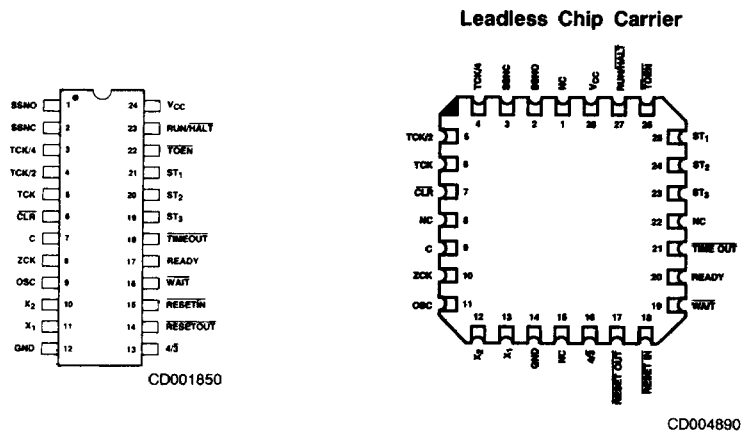 Leadless Chip Carrier
SSNO 1 24 VCC
SSNC 2 23 RUN/HALT
TCK/4 3 22 TOEN
TCK/2 4 21 ST1
TCK 5 20 ST2
CLR 6 19 ST3
C 7 18 TIMEOUT
ZCK 8 17 READY
OSC 9 16 WAIT
X2 10 15 RESETIN
X1 11 14 RESETOUT
GND 12 13 4/5
CD001850
TCK/4 SSNC SSNO NC VCC RUN/HALT TOEN
4 3 2 1 28 27 26
TCK/2 5 25 ST1
TCK 6 24 ST2
CLR 7 23 ST3
NC 8 22 NC
C 9 21 TIME OUT
ZCK 10 20 READY
OSC 11 19 WAIT
12 13 14 15 16 17 18
X2 X1 GND NC 4/5 RESET OUT RESET IN
CD004890